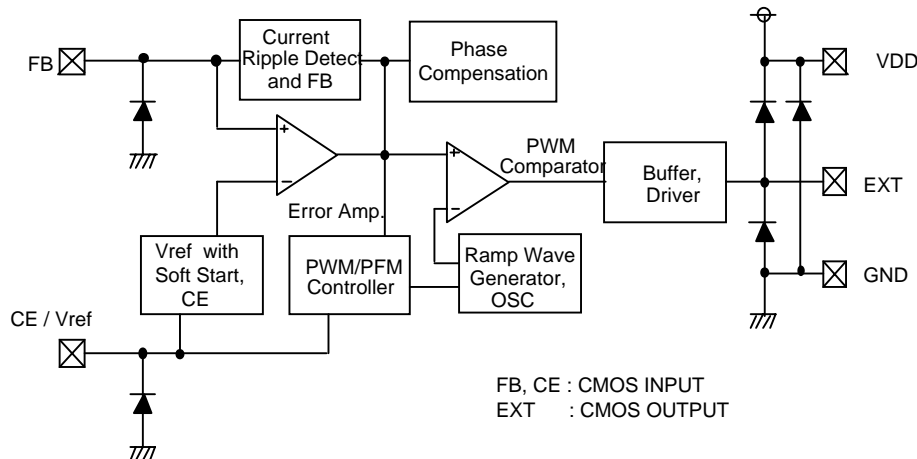 FB
Current
Ripple Detect
and FB
Phase
Compensation
VDD
+
−
Error Amp.
+
−
PWM
Comparator
Buffer,
Driver
EXT
Vref with
Soft Start,
CE
PWM/PFM
Controller
Ramp Wave
Generator,
OSC
GND
CE / Vref
FB, CE : CMOS INPUT
EXT : CMOS OUTPUT